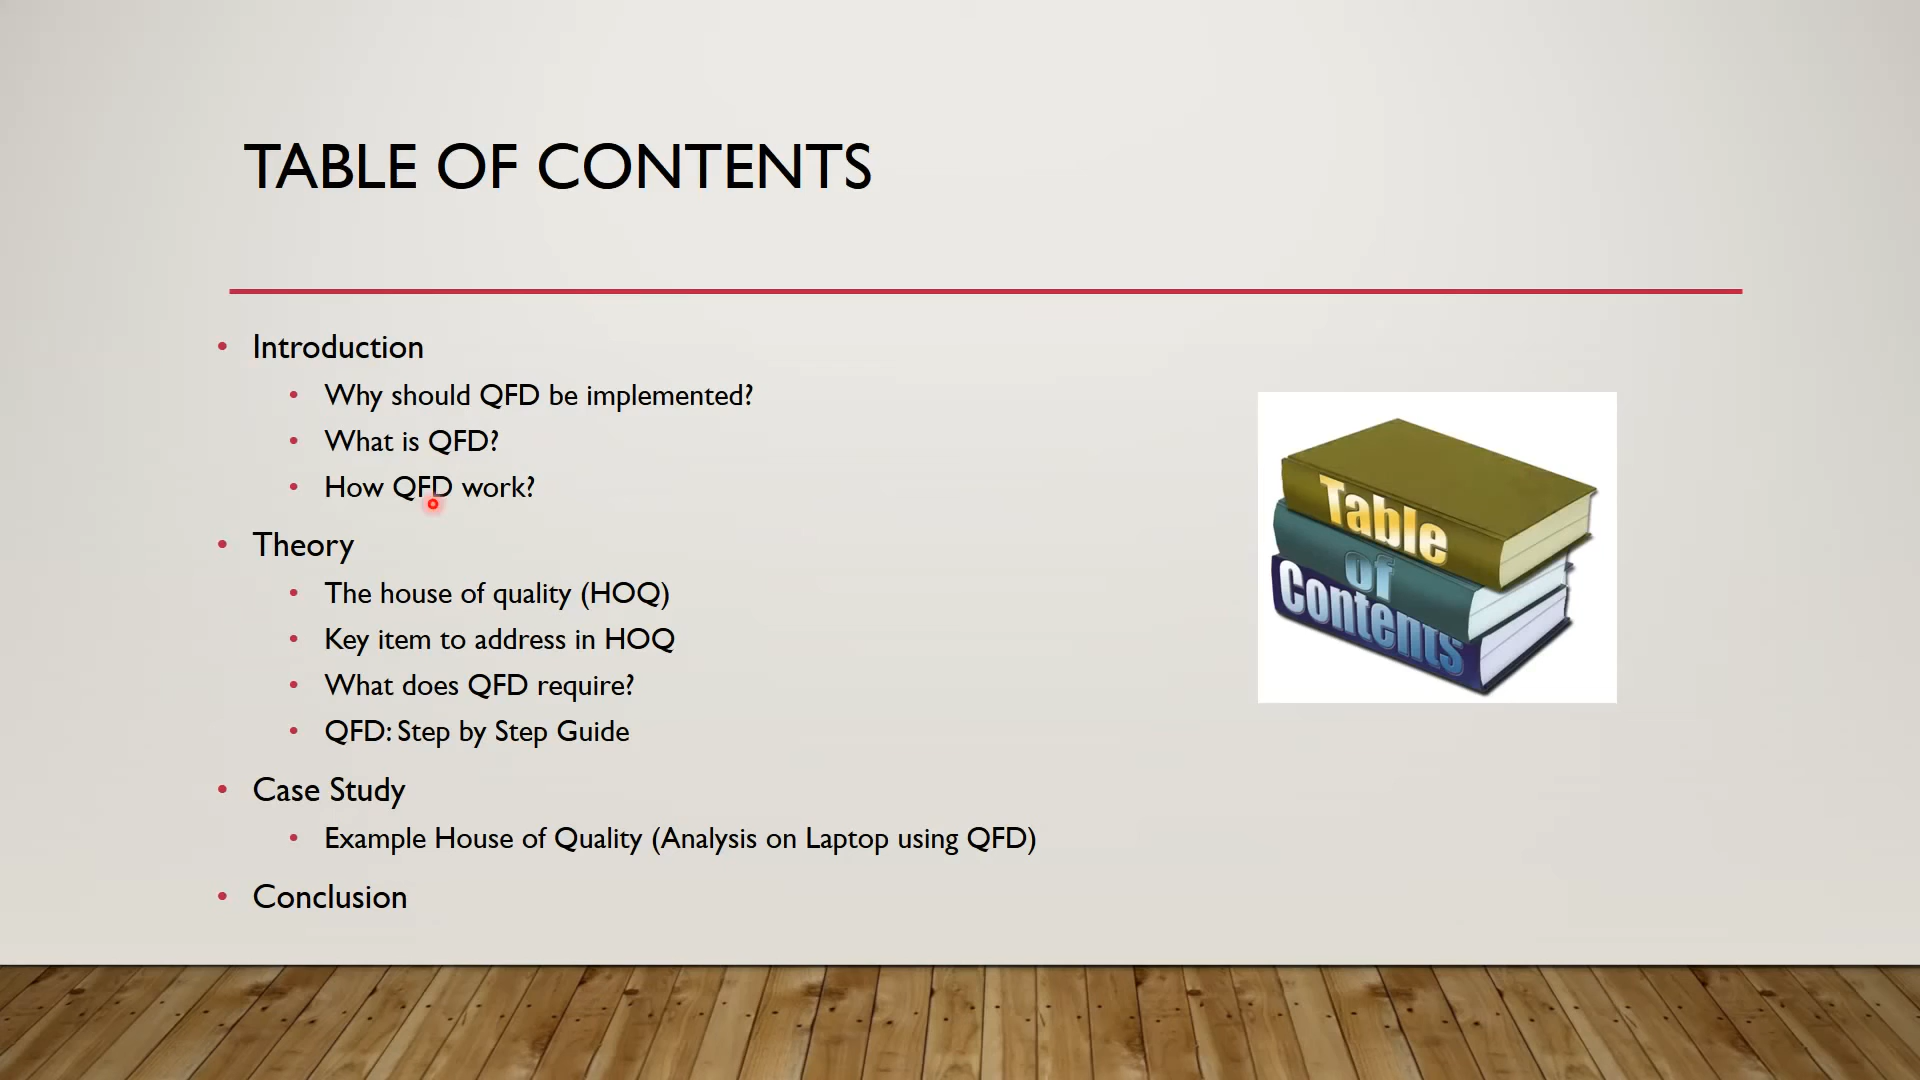 TABLE OF CONTENTS
• Introduction
• Why should QFD be implemented?
• What is QFD?
• How QFD work?
• Theory
• The house of quality (HOQ)
• Key item to address in HOQ
• What does QFD require?
• QFD: Step by Step Guide
• Case Study
• Example House of Quality (Analysis on Laptop using QFD)
• Conclusion
Table
of
Contents